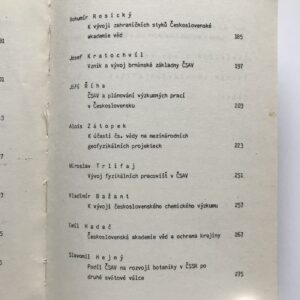 Bohumír Rosický
K vývoji zahraničních styků Československé
akademie věd 185
Josef Kratochvíl
Vznik a vývoj brněnské základny ČSAV 197
Jiří Říha
ČSAV a plánování výzkumných prací
v Československu 203
Alois Zátopek
K účasti čs. vědy na mezinárodních
geofyzikálních projektech 223
Miroslav Trlifaj
Vývoj fyzikálních pracovišť v ČSAV 251
Vladimír Bažant
K vývoji československého chemického výzkumu 257
Emil Hadač
Československá akademie věd a ochrana krajiny 267
Slavomil Hejný
Podíl ČSAV na rozvoji botaniky v ČSSR po
druhé světové válce 275